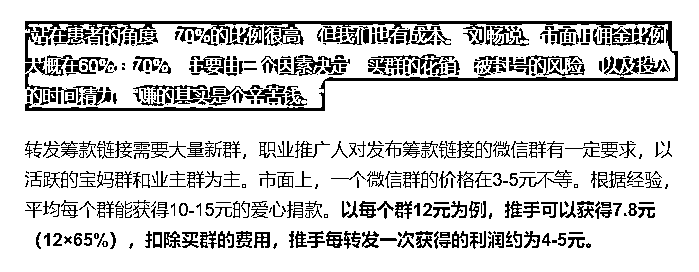 站在患者的角度 70%的比例很高 但我们也有成本。 刘畅说。市面上佣金比例
大概在60%-70% 主要由 个因素决定 买群的花销 被封号的风险 以及投入
的时间精力 赚的其实是个辛苦钱。
转发筹款链接需要大量新群，职业推广人对发布筹款链接的微信群有一定要求，以
活跃的宝妈群和业主群为主。市面上，一个微信群的价格在3-5元不等。根据经验，
平均每个群能获得10-15元的爱心捐款。以每个群12元为例，推手可以获得7.8元
（12×65%），扣除买群的费用，推手每转发一次获得的利润约为4-5元。